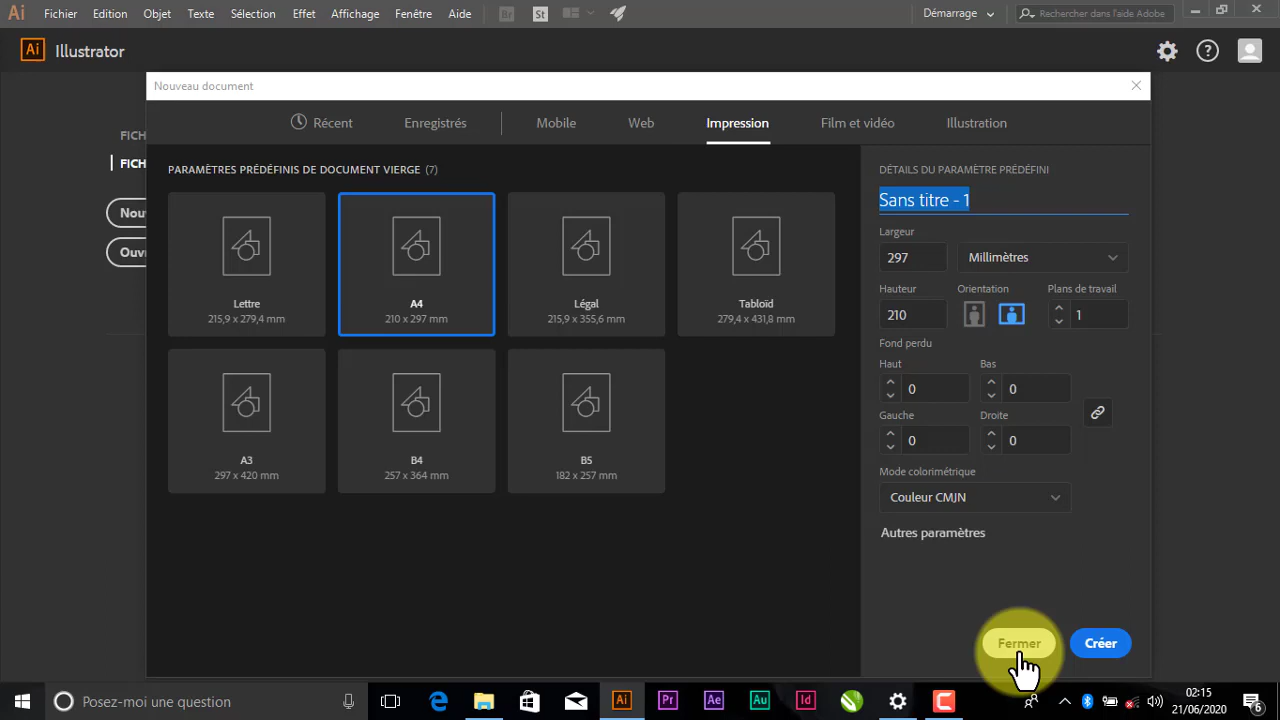 Ai Fichier Edition Objet Texte Sélection Effet Affichage Fenêtre Aide Br St Démarrage Rechercher dans l'aide Adobe
Ai Illustrator
Nouveau document
Récent Enregistrés Mobile Web Impression Film et vidéo Illustration
FICH
FICH
Nou
Ouv
PARAMÈTRES PRÉDÉFINIS DE DOCUMENT VIERGE (7)
Lettre
215,9 x 279,4 mm
A4
210 x 297 mm
Légal
215,9 x 355,6 mm
Tabloïd
279,4 x 431,8 mm
A3
297 x 420 mm
B4
257 x 364 mm
B5
182 x 257 mm
DÉTAILS DU PARAMÈTRE PRÉDÉFINI
Sans titre - 1
Largeur
297 Millimètres
Hauteur Orientation Plans de travail
210 1
Fond perdu
Haut Bas
0 0
Gauche Droite
0 0
Mode colorimétrique
Couleur CMJN
Autres paramètres
Fermer Créer
Posez-moi une question Ai Pr Ae Au Id
02:15
21/06/2020
6